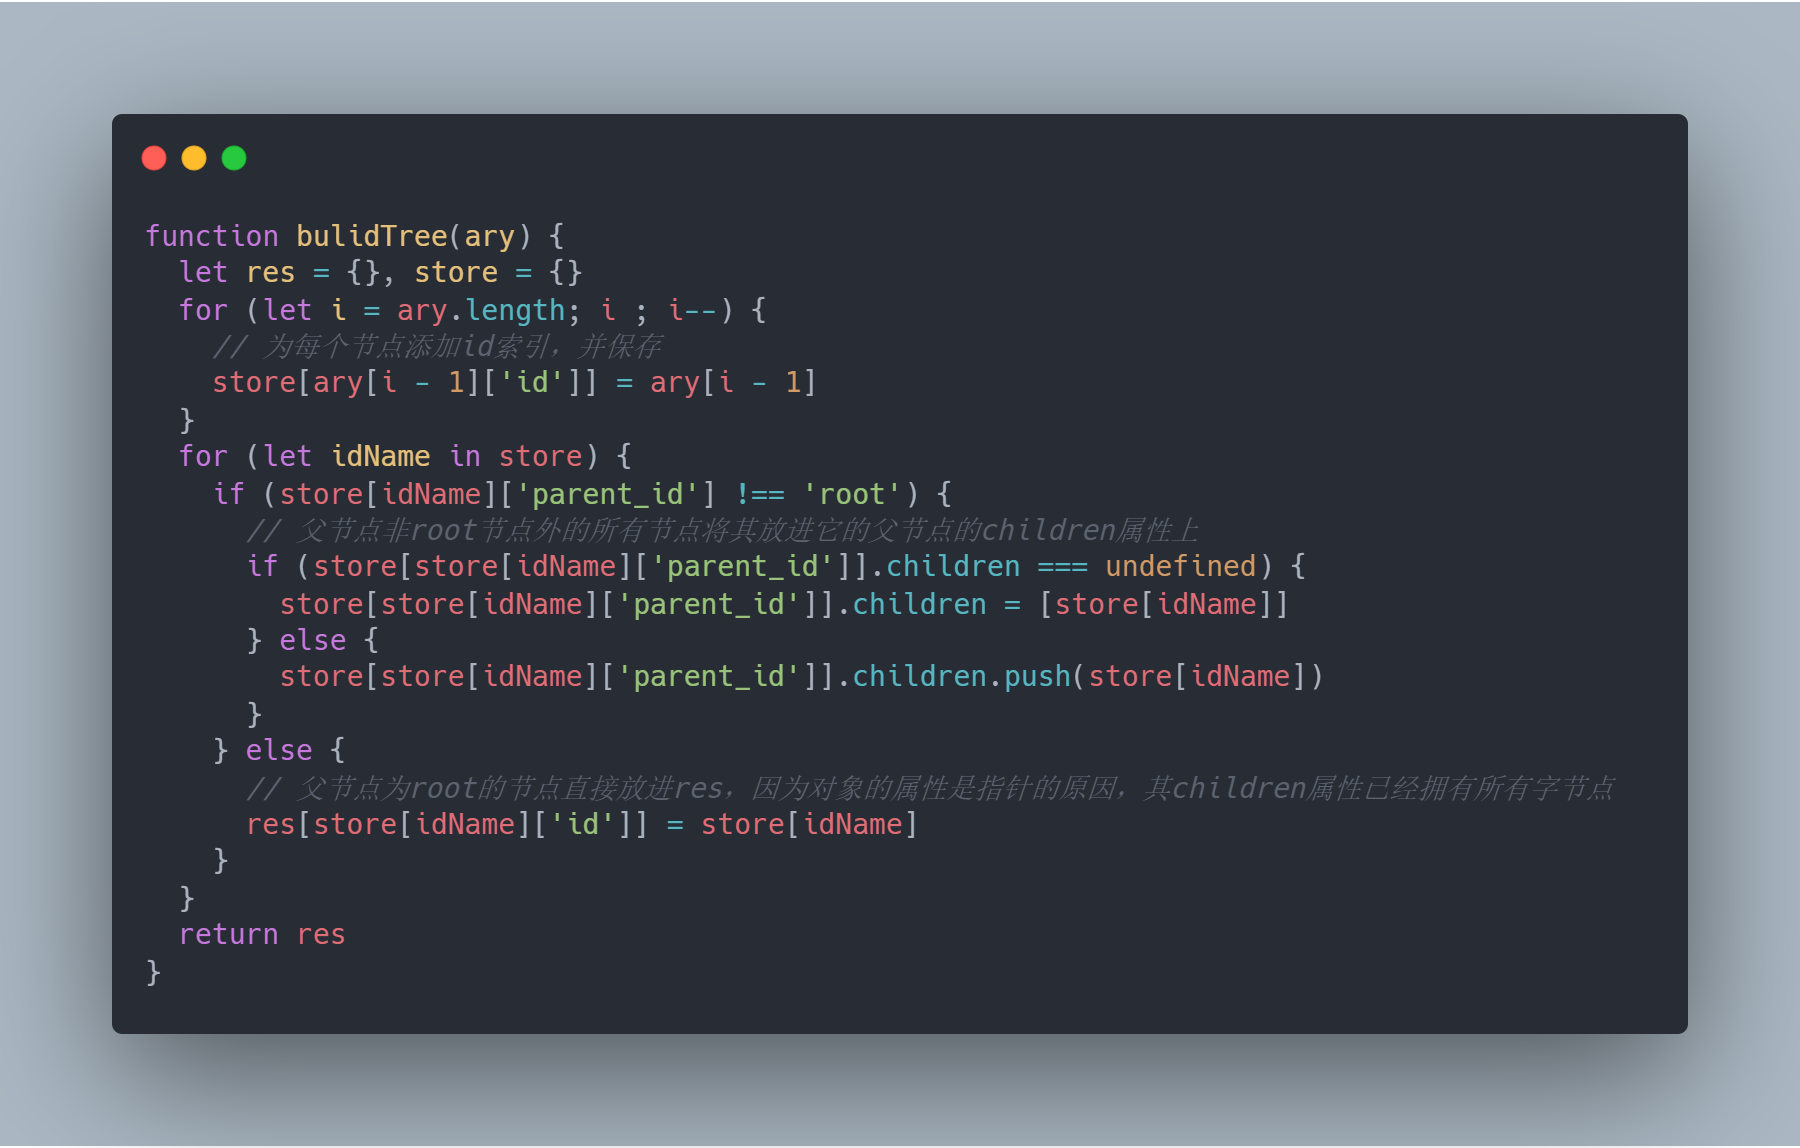 function bulidTree(ary) {
  let res = {}, store = {}
  for (let i = ary.length; i ; i--) {
    // 为每个节点添加id索引，并保存
    store[ary[i - 1]['id']] = ary[i - 1]
  }
  for (let idName in store) {
    if (store[idName]['parent_id'] !== 'root') {
      // 父节点非root节点外的所有节点将其放进它的父节点的children属性上
      if (store[store[idName]['parent_id']].children === undefined) {
        store[store[idName]['parent_id']].children = [store[idName]]
      } else {
        store[store[idName]['parent_id']].children.push(store[idName])
      }
    } else {
      // 父节点为root的节点直接放进res，因为对象的属性是指针的原因，其children属性已经拥有所有字节点
      res[store[idName]['id']] = store[idName]
    }
  }
  return res
}